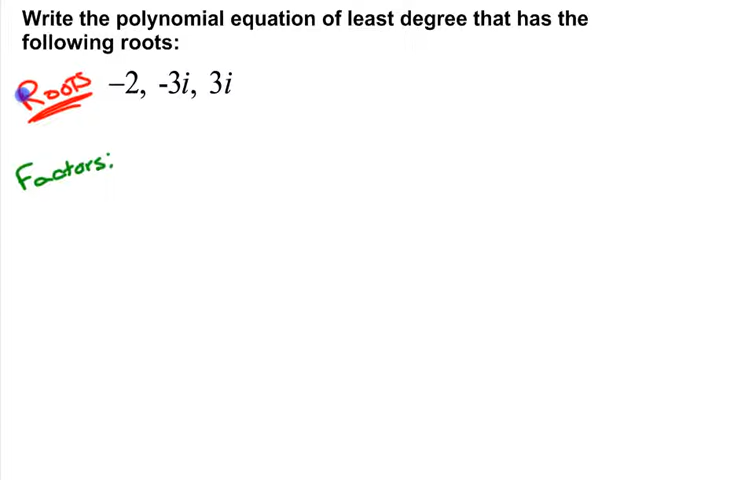 Write the polynomial equation of least degree that has the
following roots:
Roots −2, -3i, 3i
Factors: